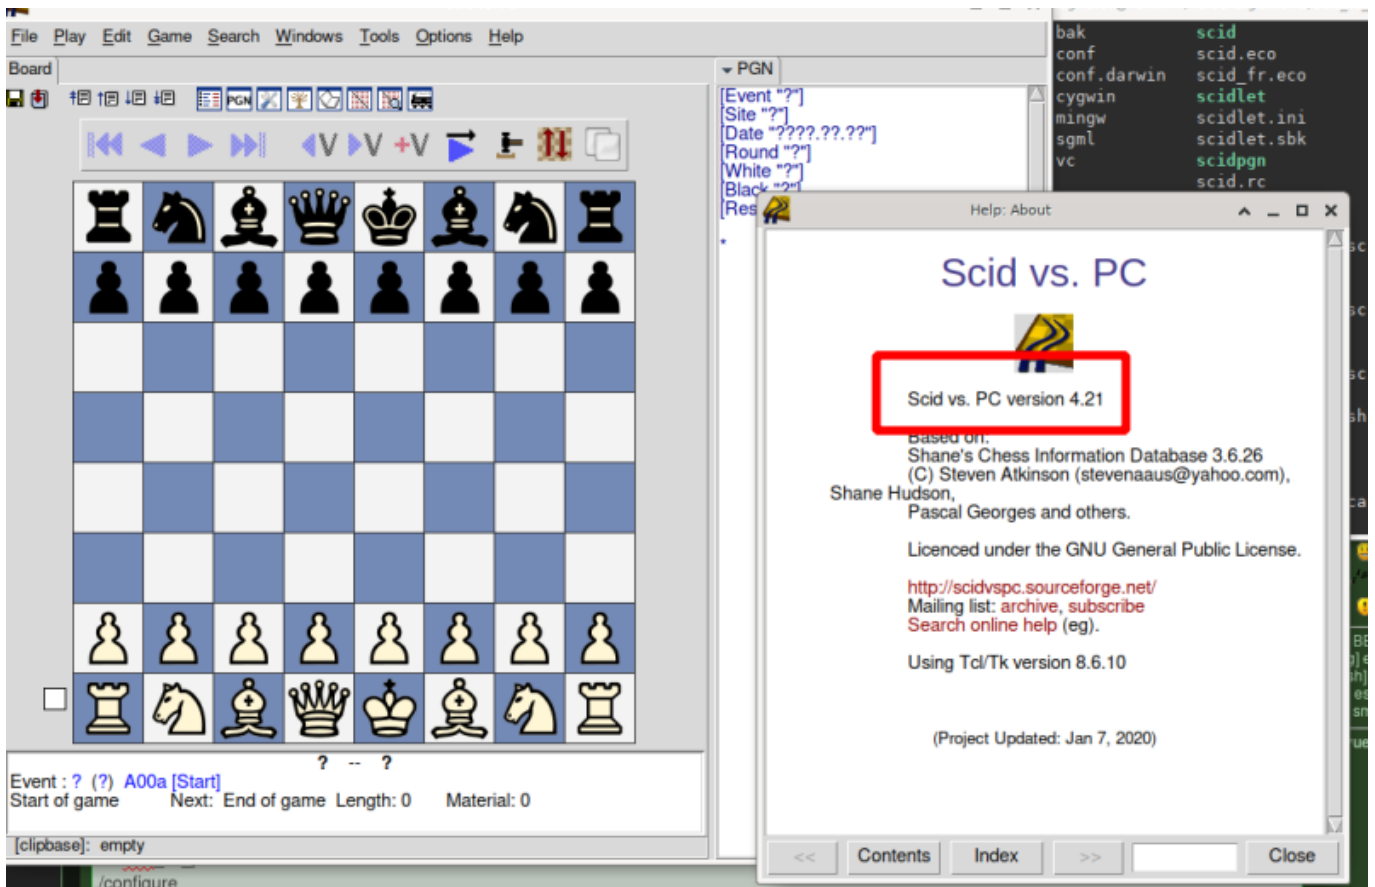 File Play Edit Game Search Windows Tools Options Help
Board
PGN
PGN
V V +V
[Event "?"]
[Site "?"]
[Date "????.??.??"]
[Round "?"]
[White "?"]
[Black "?"]
[Res
*
? -- ?
Event : ? (?) A00a [Start]
Start of game Next: End of game Length: 0 Material: 0
[clipbase]: empty
/configure
bak scid
conf scid.eco
conf.darwin scid_fr.eco
cygwin scidlet
mingw scidlet.ini
sgml scidlet.sbk
vc scidpgn
scid.rc
Help: About
Scid vs. PC
Scid vs. PC version 4.21
Based on:
Shane's Chess Information Database 3.6.26
(C) Steven Atkinson (stevenaaus@yahoo.com),
Shane Hudson,
Pascal Georges and others.
Licenced under the GNU General Public License.
http://scidvspc.sourceforge.net/
Mailing list: archive, subscribe
Search online help (eg).
Using Tcl/Tk version 8.6.10
(Project Updated: Jan 7, 2020)
<< Contents Index >> Close